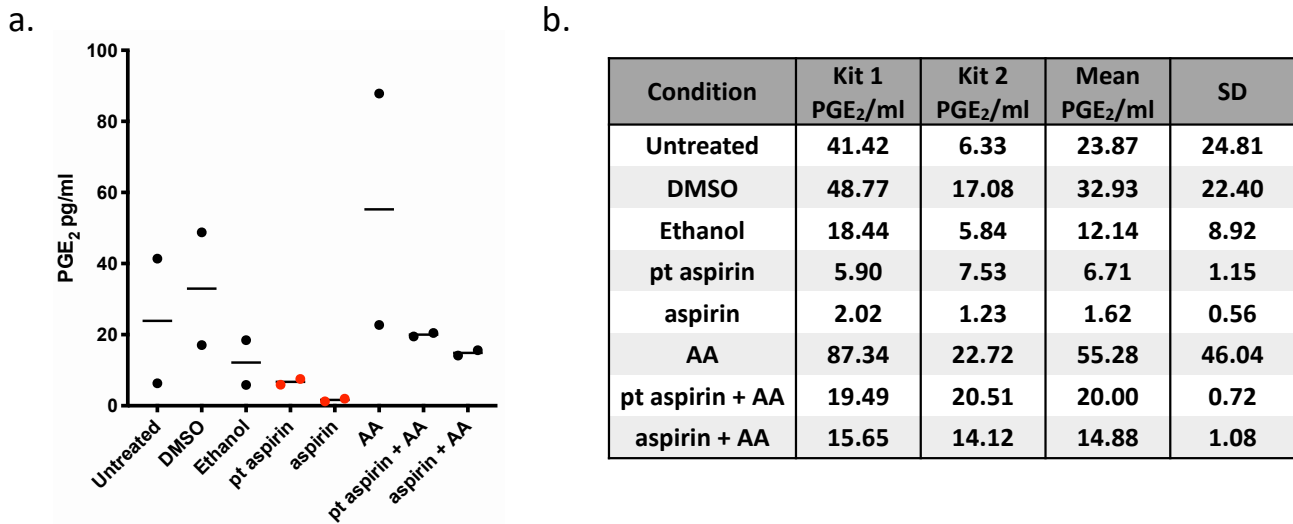 a.
100
80
60
40
20
0
PGE2 pg/ml
Untreated
DMSO
Ethanol
pt aspirin
aspirin
AA
pt aspirin + AA
aspirin + AA
b.
Condition Kit 1 PGE2/ml Kit 2 PGE2/ml Mean PGE2/ml SD
Untreated 41.42 6.33 23.87 24.81
DMSO 48.77 17.08 32.93 22.40
Ethanol 18.44 5.84 12.14 8.92
pt aspirin 5.90 7.53 6.71 1.15
aspirin 2.02 1.23 1.62 0.56
AA 87.34 22.72 55.28 46.04
pt aspirin + AA 19.49 20.51 20.00 0.72
aspirin + AA 15.65 14.12 14.88 1.08